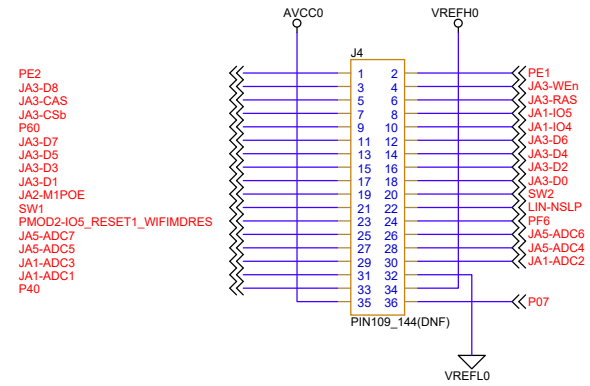 AVCC0 VREFH0
J4
PE2 1 2 PE1
JA3-D8 3 4 JA3-WEn
JA3-CAS 5 6 JA3-RAS
JA3-CSb 7 8 JA1-IO5
P60 9 10 JA1-IO4
JA3-D7 11 12 JA3-D6
JA3-D5 13 14 JA3-D4
JA3-D3 15 16 JA3-D2
JA3-D1 17 18 JA3-D0
JA2-M1POE 19 20 SW2
SW1 21 22 LIN-NSLP
PMOD2-IO5_RESET1_WIFIMDRES 23 24 PF6
JA5-ADC7 25 26 JA5-ADC6
JA5-ADC5 27 28 JA5-ADC4
JA1-ADC3 29 30 JA1-ADC2
JA1-ADC1 31 32
P40 33 34
35 36 P07
PIN109_144(DNF)
VREFL0